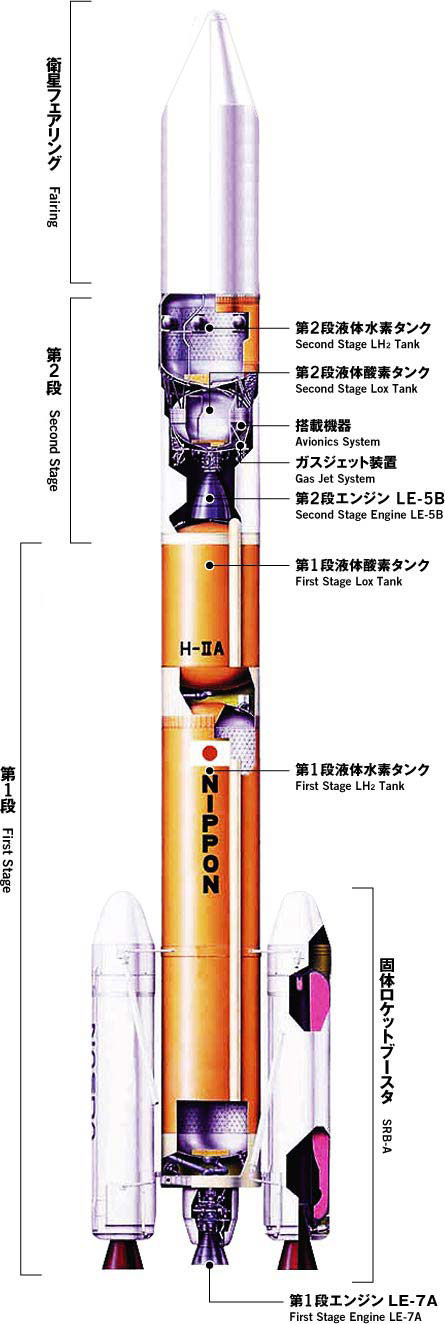 衛星フェアリング Fairing
第2段液体水素タンク
Second Stage LH2 Tank
第2段液体酸素タンク
Second Stage Lox Tank
第2段 Second Stage
搭載機器
Avionics System
ガスジェット装置
Gas Jet System
第2段エンジン LE-5B
Second Stage Engine LE-5B
第1段液体酸素タンク
First Stage Lox Tank
H-ⅡA
第1段液体水素タンク
First Stage LH2 Tank
NIPPON
第1段 First Stage
固体ロケットブースタ SRB-A
第1段エンジン LE-7A
First Stage Engine LE-7A